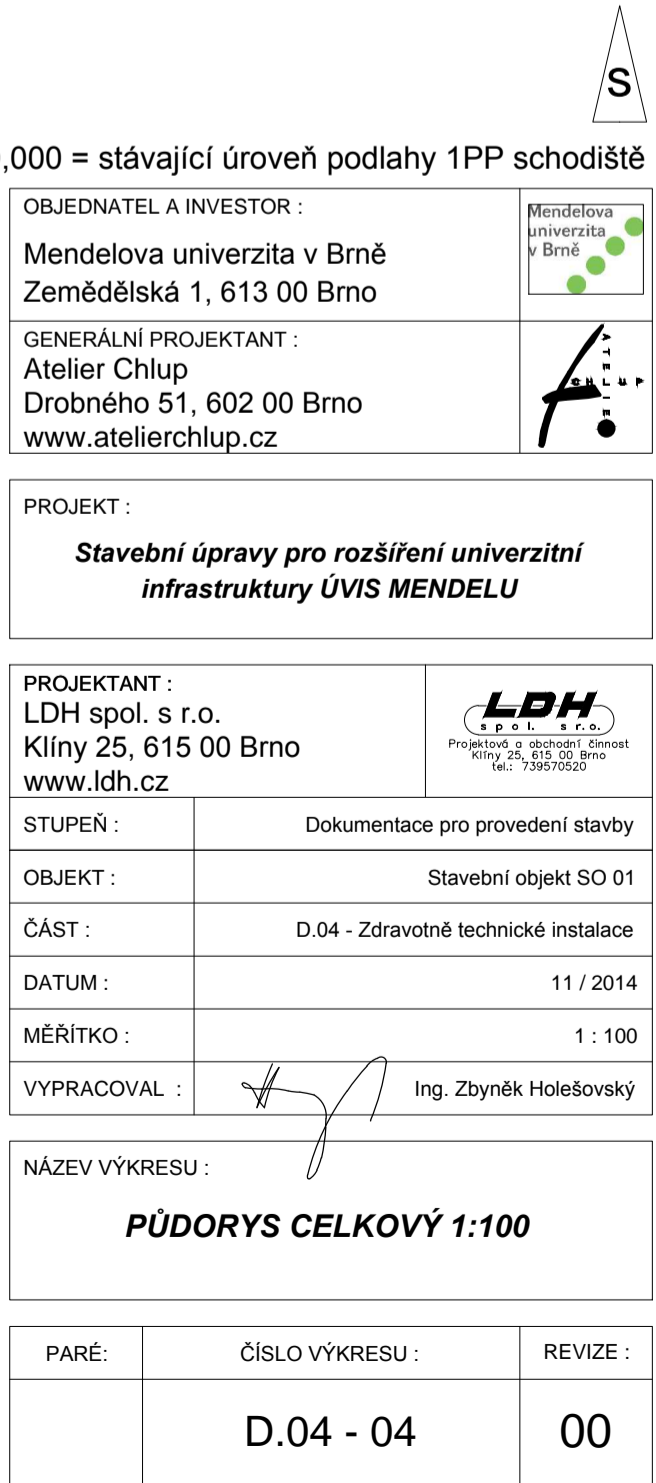 S
,000 = stávající úroveň podlahy 1PP schodiště
OBJEDNATEL A INVESTOR :
Mendelova univerzita v Brně
Zemědělská 1, 613 00 Brno
Mendelova
univerzita
v Brně
GENERÁLNÍ PROJEKTANT :
Atelier Chlup
Drobného 51, 602 00 Brno
www.atelierchlup.cz
ATELIE
CHLUP
PROJEKT :
Stavební úpravy pro rozšíření univerzitní
infrastruktury ÚVIS MENDELU
PROJEKTANT :
LDH spol. s r.o.
Klíny 25, 615 00 Brno
www.ldh.cz
LDH
spol. s r.o.
Projektová a obchodní činnost
Klíny 25, 615 00 Brno
tel.: 739570520
STUPEŇ :
Dokumentace pro provedení stavby
OBJEKT :
Stavební objekt SO 01
ČÁST :
D.04 - Zdravotně technické instalace
DATUM :
11 / 2014
MĚŘÍTKO :
1 : 100
VYPRACOVAL :
Ing. Zbyněk Holešovský
NÁZEV VÝKRESU :
PŮDORYS CELKOVÝ 1:100
PARÉ:
ČÍSLO VÝKRESU :
REVIZE :
D.04 - 04
00